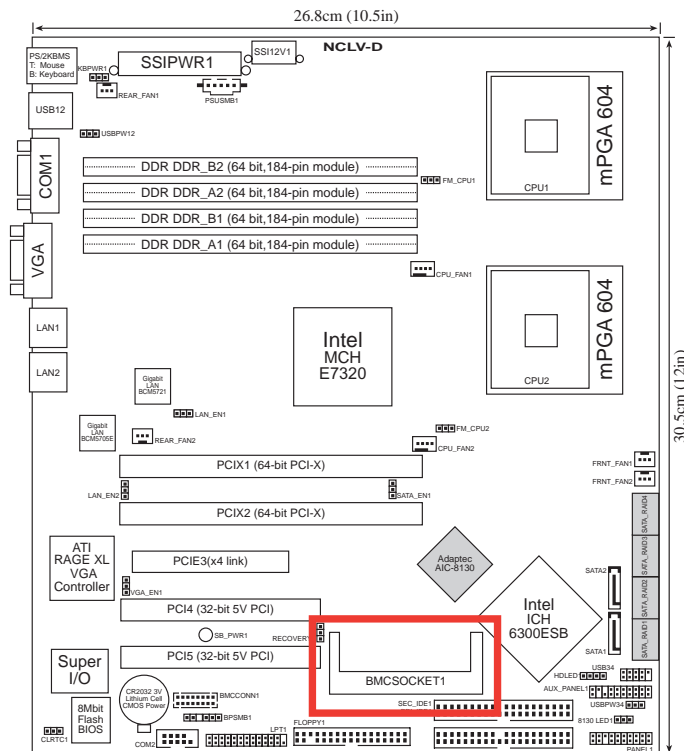 26.8cm (10.5in)
NCLV-D
PS/2KBMS
T: Mouse
B: Keyboard
KBPWR1
SSIPWR1
SSI12V1
REAR_FAN1
PSUSMB1
USB12
USBPW12
COM1
DDR DDR_B2 (64 bit,184-pin module)
DDR DDR_A2 (64 bit,184-pin module)
DDR DDR_B1 (64 bit,184-pin module)
DDR DDR_A1 (64 bit,184-pin module)
FM_CPU1
CPU1
mPGA 604
VGA
CPU_FAN1
LAN1
LAN2
Intel
MCH
E7320
CPU2
mPGA 604
30.5cm (12in)
Gigabit
LAN
BCM5721
LAN_EN1
Gigabit
LAN
BCM5705E
REAR_FAN2
FM_CPU2
CPU_FAN2
FRNT_FAN1
FRNT_FAN2
PCIX1 (64-bit PCI-X)
LAN_EN2
SATA_EN1
PCIX2 (64-bit PCI-X)
SATA_RAID4
SATA_RAID3
SATA_RAID2
SATA_RAID1
ATI
RAGE XL
VGA
Controller
PCIE3(x4 link)
VGA_EN1
Adaptec
AIC-8130
SATA2
SATA1
Intel
ICH
6300ESB
PCI4 (32-bit 5V PCI)
SB_PWR1
RECOVERY
PCI5 (32-bit 5V PCI)
BMCSOCKET1
Super
I/O
CR2032 3V
Lithium Cell
CMOS Power
BMCCONN1
HDLED
USB34
AUX_PANEL1
8Mbit
Flash
BIOS
BPSMB1
SEC_IDE1
USBPW34
CLRTC1
COM2
LPT1
FLOPPY1
8130 LED1
PANEL1